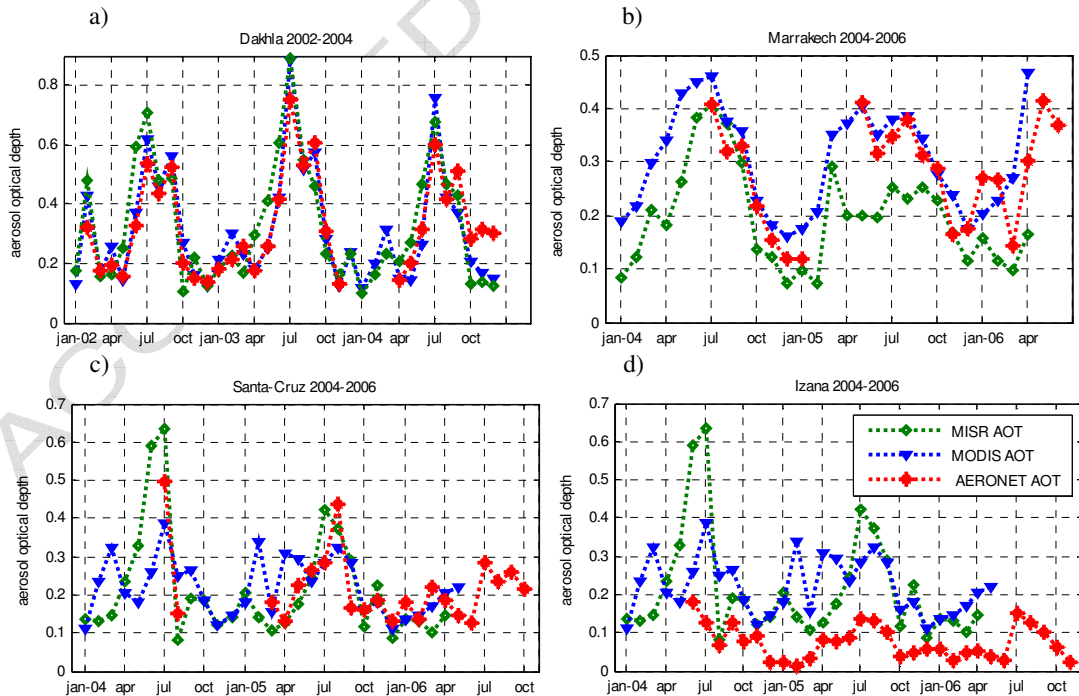 a)
Dakhla 2002-2004
aerosol optical depth
0.8
0.6
0.4
0.2
0
jan-02 apr jul oct jan-03 apr jul oct jan-04 apr jul oct
b)
Marrakech 2004-2006
aerosol optical depth
0.5
0.4
0.3
0.2
0.1
0
jan-04 apr jul oct jan-05 apr jul oct jan-06 apr
c)
Santa-Cruz 2004-2006
aerosol optical depth
0.7
0.6
0.5
0.4
0.3
0.2
0.1
0
jan-04 apr jul oct jan-05 apr jul oct jan-06 apr jul oct
d)
Izana 2004-2006
aerosol optical depth
0.7
0.6
0.5
0.4
0.3
0.2
0.1
0
jan-04 apr jul oct jan-05 apr jul oct jan-06 apr jul oct
MISR AOT
MODIS AOT
AERONET AOT